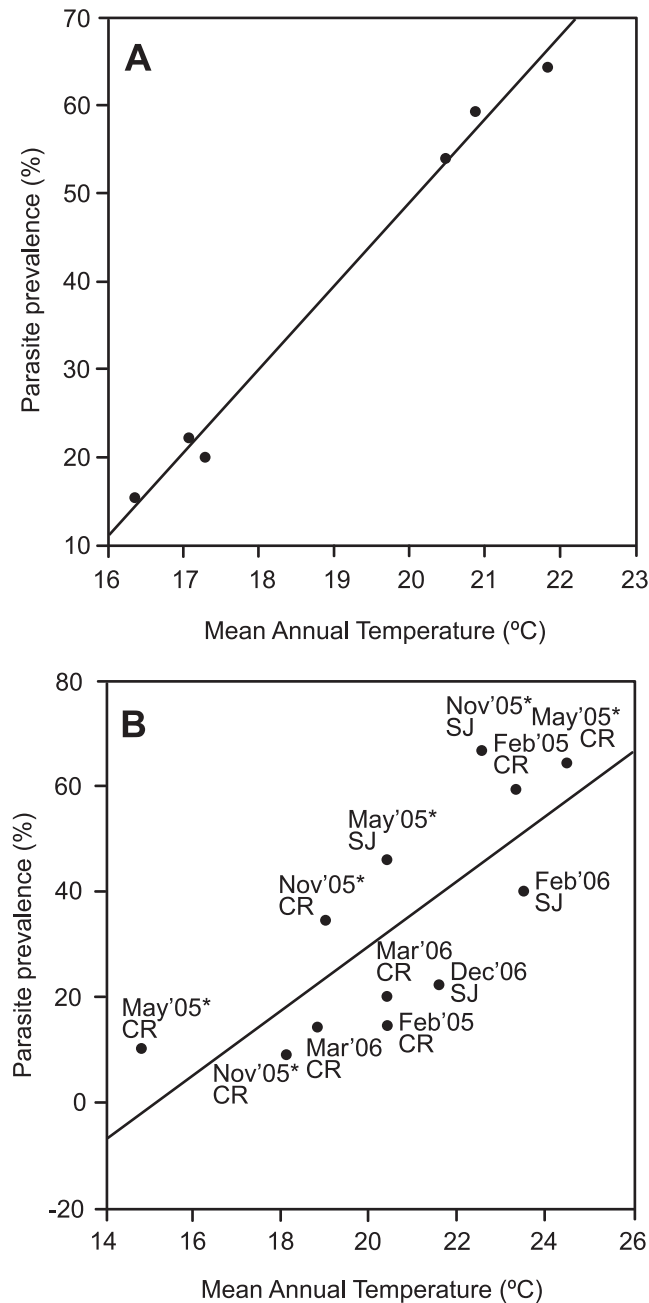 A
Parasite prevalence (%)
70
60
50
40
30
20
10
16 17 18 19 20 21 22 23
Mean Annual Temperature (ºC)
B
Parasite prevalence (%)
80
60
40
20
0
-20
Nov’05*
SJ
May’05*
CR
Feb’05
CR
May’05*
SJ
Nov’05*
CR
Feb’06
SJ
Mar’06
CR
Dec’06
SJ
May’05*
CR
Feb’05
CR
Mar’06
CR
Nov’05*
CR
14 16 18 20 22 24 26
Mean Annual Temperature (ºC)